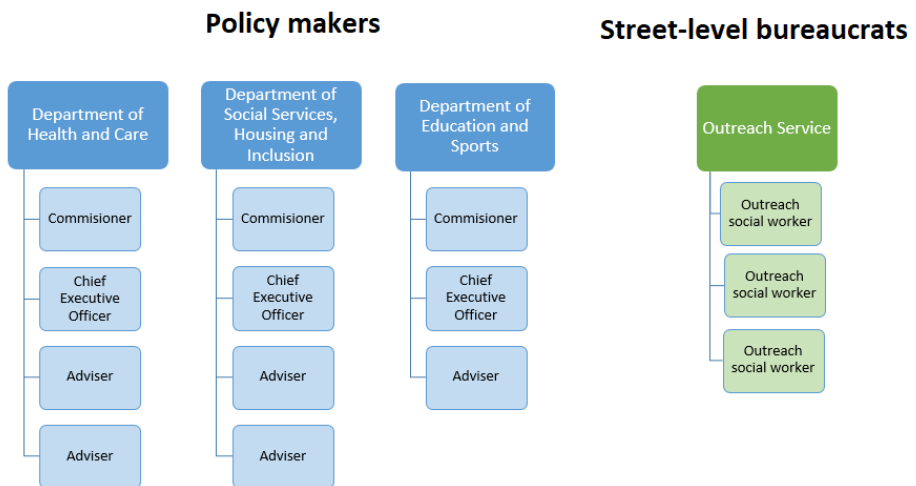 Policy makers
Street-level bureaucrats
Department of
Health and Care
Commisioner
Chief
Executive
Officer
Adviser
Adviser
Department of
Social Services,
Housing and
Inclusion
Commisioner
Chief
Executive
Officer
Adviser
Adviser
Department of
Education and
Sports
Commisioner
Chief
Executive
Officer
Adviser
Outreach Service
Outreach
social worker
Outreach
social worker
Outreach
social worker